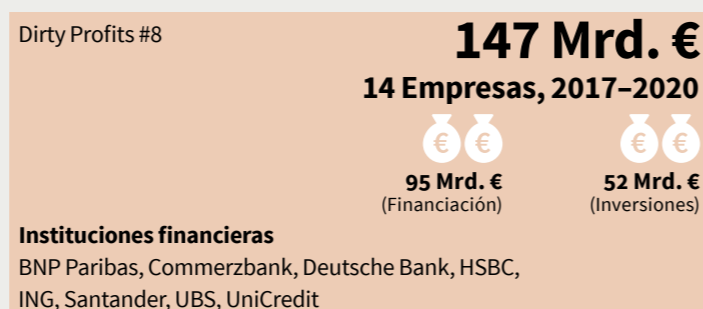 Dirty Profits #8
147 Mrd. €
14 Empresas, 2017–2020
€ € € €
95 Mrd. € 52 Mrd. €
(Financiación) (Inversiones)
Instituciones financieras
BNP Paribas, Commerzbank, Deutsche Bank, HSBC,
ING, Santander, UBS, UniCredit